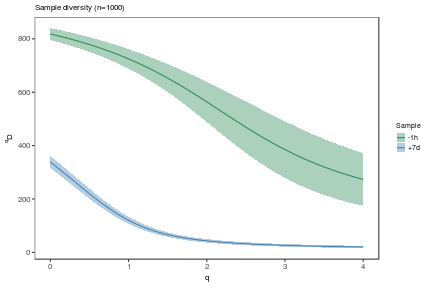 Sample diversity (n=1000)
800
600
400
200
0
qD
0 1 2 3 4
q
Sample
-1h
+7d